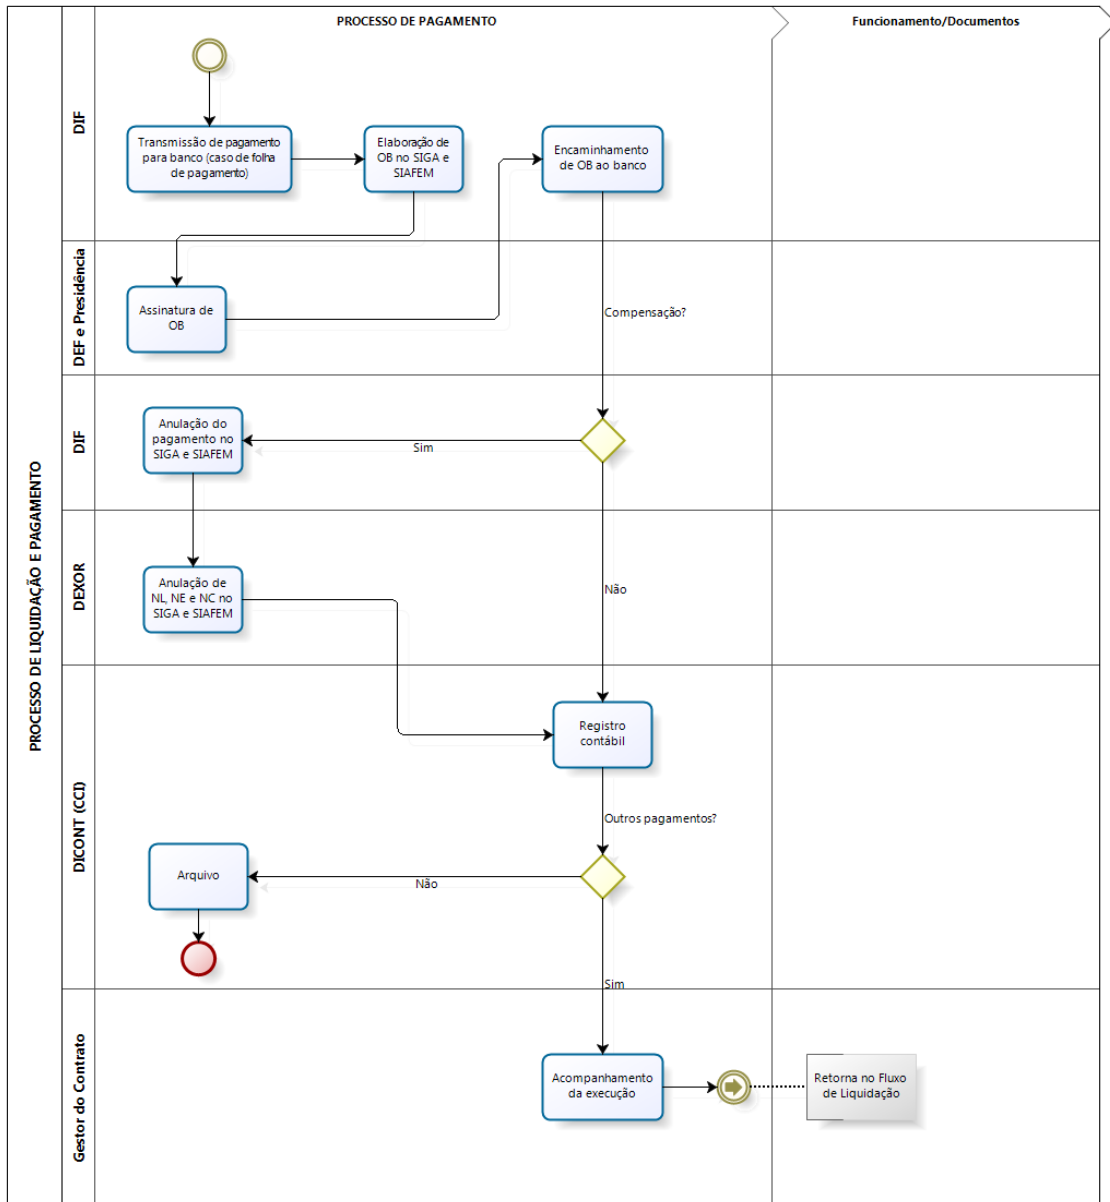 PROCESSO DE PAGAMENTO
Funcionamento/Documentos
PROCESSO DE LIQUIDAÇÃO E PAGAMENTO
DIF
Transmissão de pagamento
para banco (caso de folha
de pagamento)
Elaboração de
OB no SIGA e
SIAFEM
Encaminhamento
de OB ao banco
DEF e Presidência
Assinatura de
OB
Compensação?
DIF
Anulação do
pagamento no
SIGA e SIAFEM
Sim
DEXOR
Anulação de
NL, NE e NC no
SIGA e SIAFEM
Não
DICONT (CCI)
Registro
contábil
Outros pagamentos?
Arquivo
Não
Sim
Gestor do Contrato
Acompanhamento
da execução
Retorna no Fluxo
de Liquidação